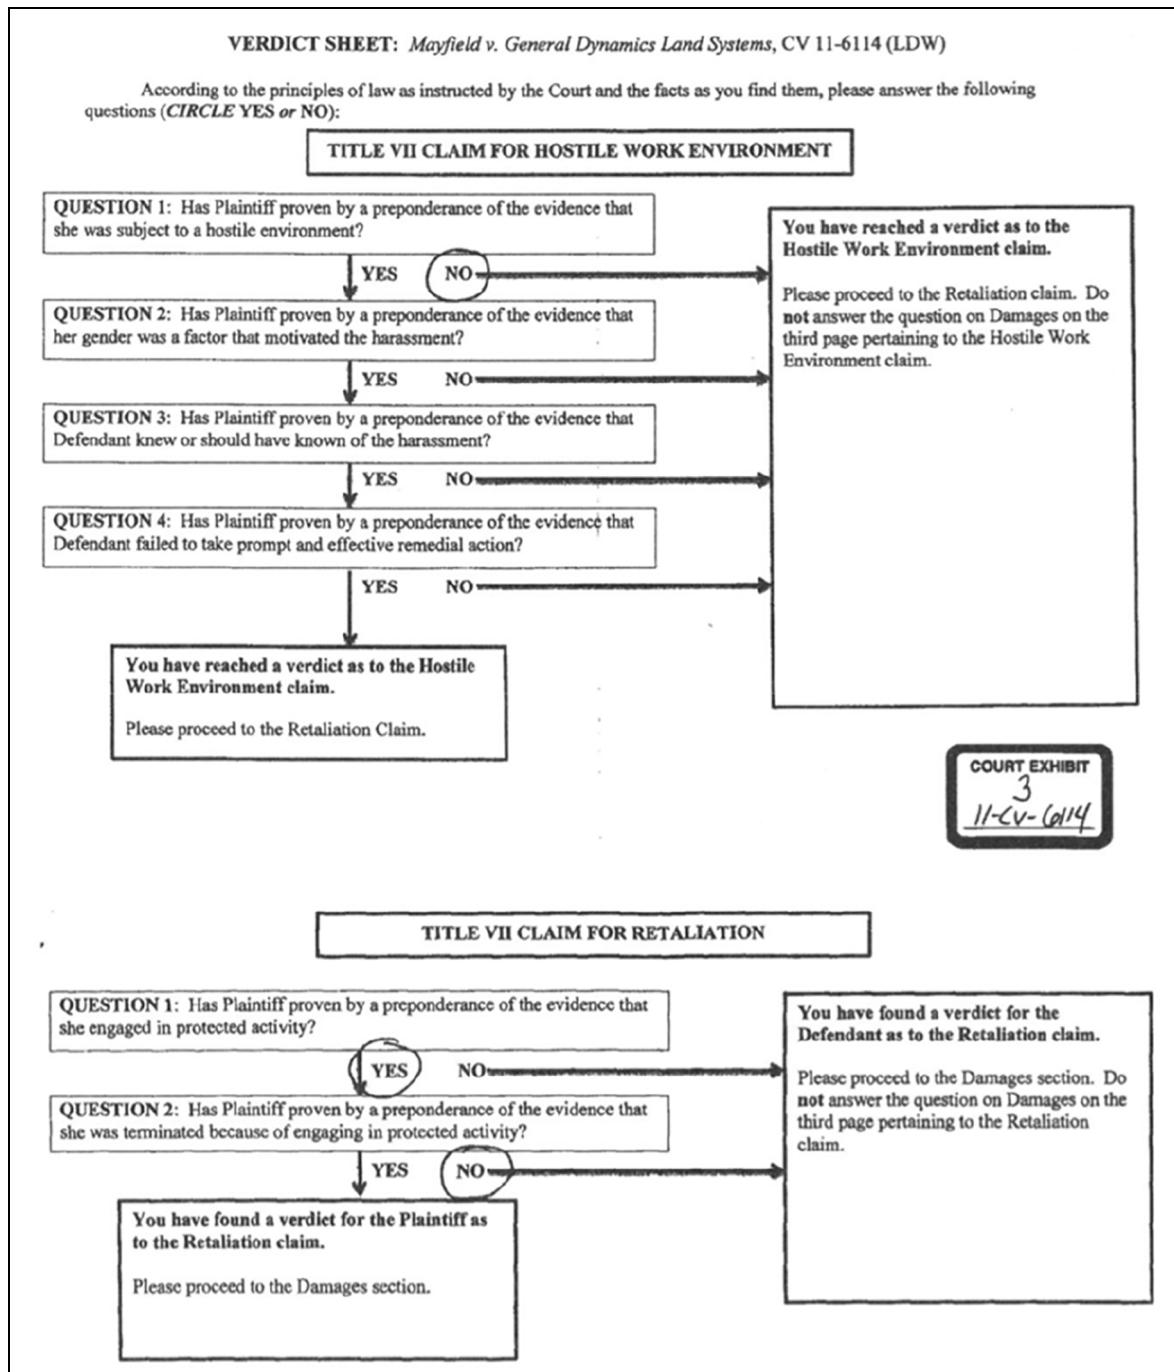 VERDICT SHEET: Mayfield v. General Dynamics Land Systems, CV 11-6114 (LDW)
According to the principles of law as instructed by the Court and the facts as you find them, please answer the following
questions (CIRCLE YES or NO):
TITLE VII CLAIM FOR HOSTILE WORK ENVIRONMENT
QUESTION 1: Has Plaintiff proven by a preponderance of the evidence that
she was subject to a hostile environment?
YES NO
QUESTION 2: Has Plaintiff proven by a preponderance of the evidence that
her gender was a factor that motivated the harassment?
YES NO
QUESTION 3: Has Plaintiff proven by a preponderance of the evidence that
Defendant knew or should have known of the harassment?
YES NO
QUESTION 4: Has Plaintiff proven by a preponderance of the evidence that
Defendant failed to take prompt and effective remedial action?
YES NO
You have reached a verdict as to the Hostile
Work Environment claim.
Please proceed to the Retaliation Claim.
You have reached a verdict as to the
Hostile Work Environment claim.
Please proceed to the Retaliation claim. Do
not answer the question on Damages on the
third page pertaining to the Hostile Work
Environment claim.
COURT EXHIBIT
3
11-CV-6114
TITLE VII CLAIM FOR RETALIATION
QUESTION 1: Has Plaintiff proven by a preponderance of the evidence that
she engaged in protected activity?
YES NO
QUESTION 2: Has Plaintiff proven by a preponderance of the evidence that
she was terminated because of engaging in protected activity?
YES NO
You have found a verdict for the Plaintiff as
to the Retaliation claim.
Please proceed to the Damages section.
You have found a verdict for the
Defendant as to the Retaliation claim.
Please proceed to the Damages section. Do
not answer the question on Damages on the
third page pertaining to the Retaliation
claim.